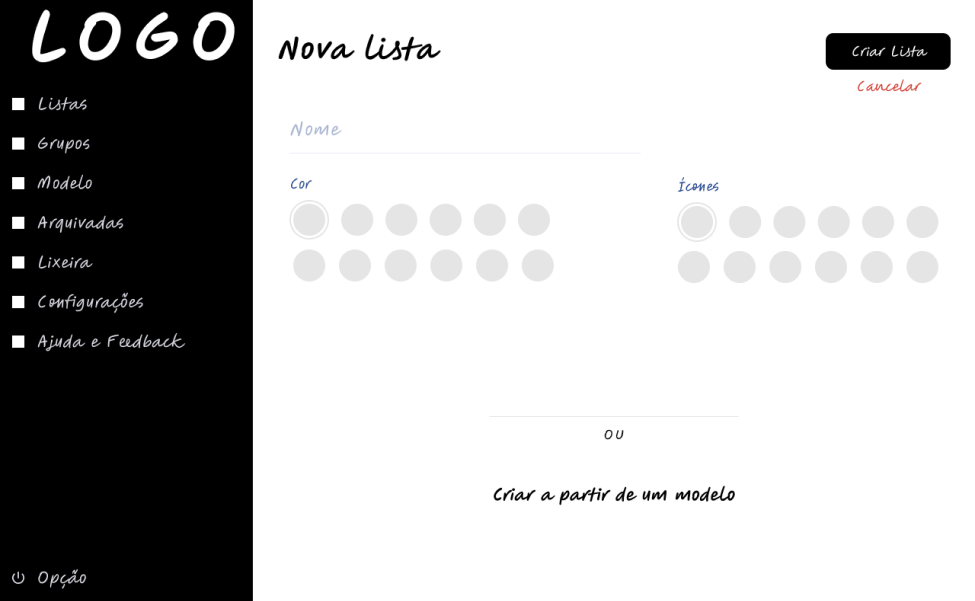 LOGO
Listas
Grupos
Modelo
Arquivadas
Lixeira
Configurações
Ajuda e Feedback
Opção
Nova lista
Criar Lista
Cancelar
Nome
Cor
Ícones
OU
Criar a partir de um modelo